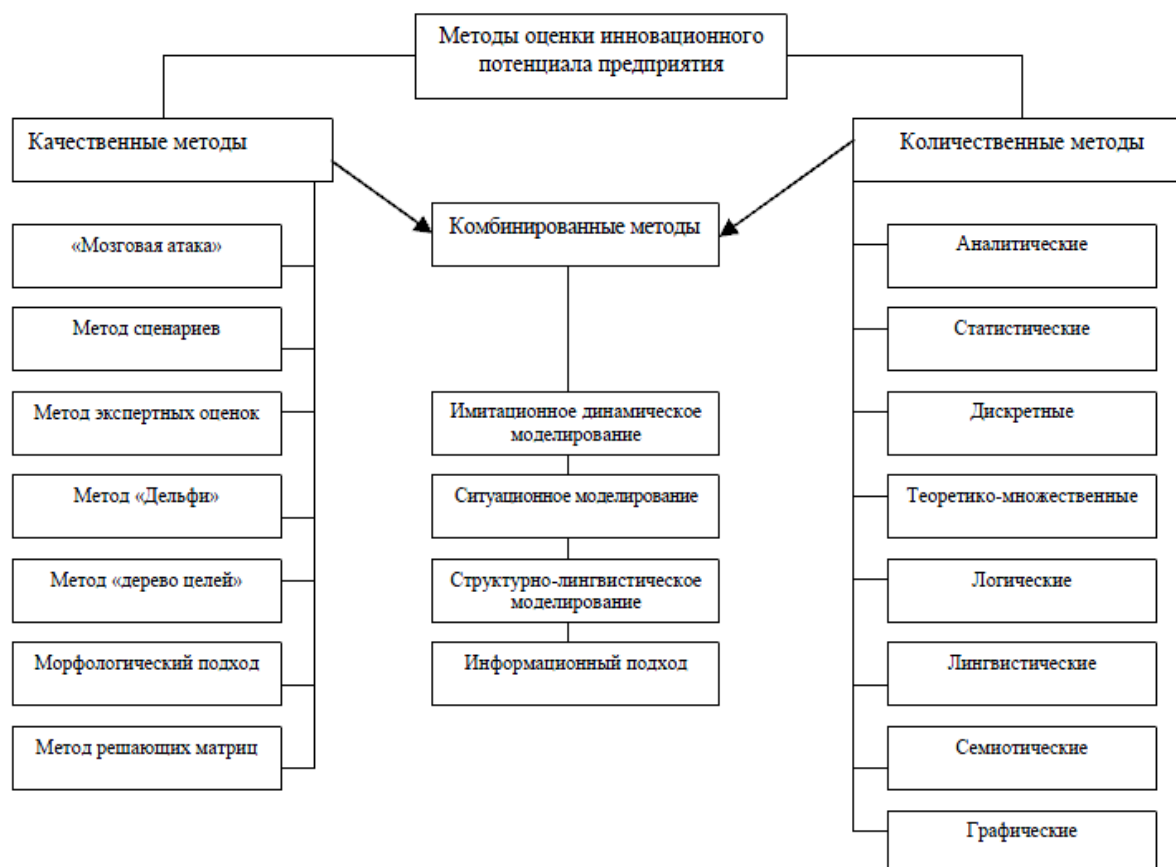 Методы оценки инновационного
потенциала предприятия
Качественные методы
Количественные методы
Комбинированные методы
«Мозговая атака»
Метод сценариев
Метод экспертных оценок
Метод «Дельфи»
Метод «дерево целей»
Морфологический подход
Метод решающих матриц
Имитационное динамическое
моделирование
Ситуационное моделирование
Структурно-лингвистическое
моделирование
Информационный подход
Аналитические
Статистические
Дискретные
Теоретико-множественные
Логические
Лингвистические
Семиотические
Графические